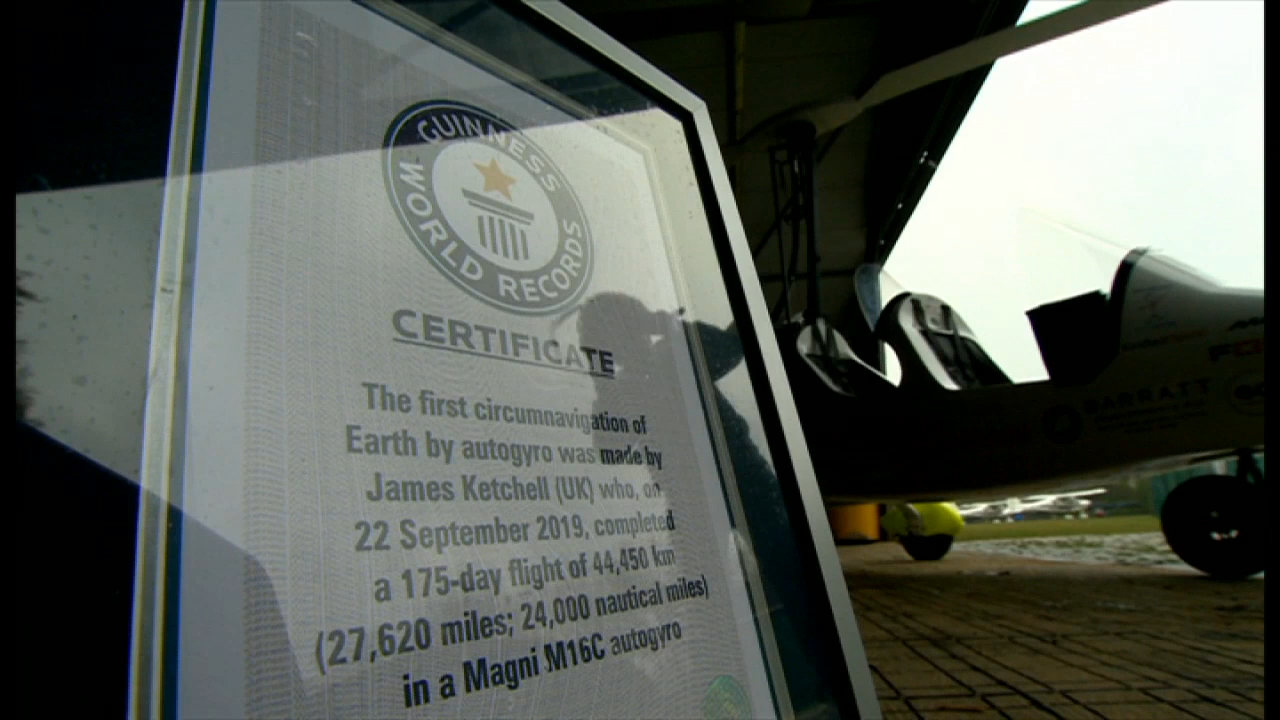 GUINNESS
WORLD RECORDS
CERTIFICATE
The first circumnavigation of
Earth by autogyro was made by
James Ketchell (UK) who, on
22 September 2019, completed
a 175-day flight of 44,450 km
(27,620 miles; 24,000 nautical miles)
in a Magni M16C autogyro
BARRATT